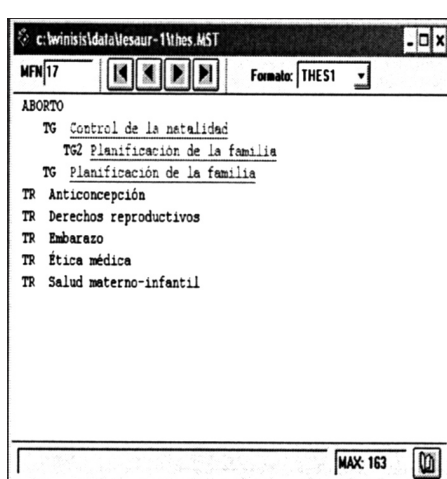 c:\winisis\data\tesaur~1\thes.MST
MFN 17 Formato: THES1
ABORTO
TG Control de la natalidad
TG2 Planificación de la familia
TG Planificación de la familia
TR Anticoncepción
TR Derechos reproductivos
TR Embarazo
TR Ética médica
TR Salud materno-infantil
MAX: 163